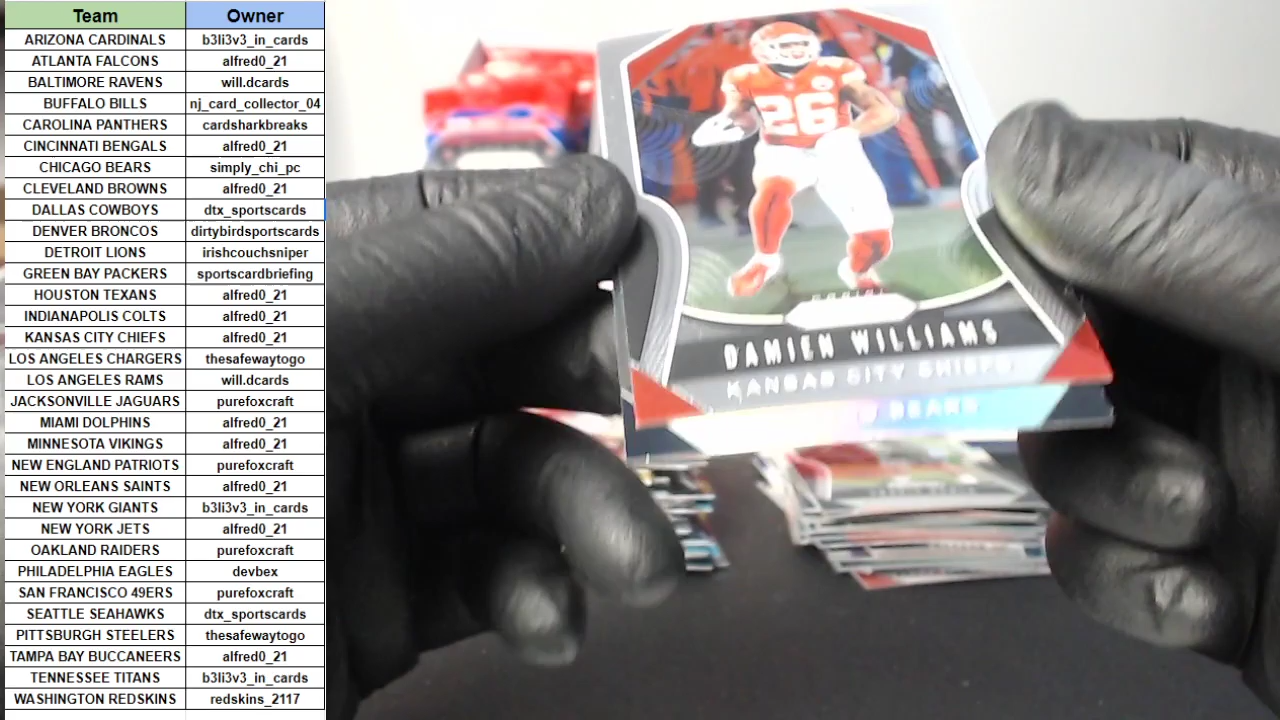 Team Owner
ARIZONA CARDINALS b3li3v3_in_cards
ATLANTA FALCONS alfred0_21
BALTIMORE RAVENS will.dcards
BUFFALO BILLS nj_card_collector_04
CAROLINA PANTHERS cardsharkbreaks
CINCINNATI BENGALS alfred0_21
CHICAGO BEARS simply_chi_pc
CLEVELAND BROWNS alfred0_21
DALLAS COWBOYS dtx_sportscards
DENVER BRONCOS dirtybirdsportscards
DETROIT LIONS irishcouchsniper
GREEN BAY PACKERS sportscardbriefing
HOUSTON TEXANS alfred0_21
INDIANAPOLIS COLTS alfred0_21
KANSAS CITY CHIEFS alfred0_21
LOS ANGELES CHARGERS thesafewaytogo
LOS ANGELES RAMS will.dcards
JACKSONVILLE JAGUARS purefoxcraft
MIAMI DOLPHINS alfred0_21
MINNESOTA VIKINGS alfred0_21
NEW ENGLAND PATRIOTS purefoxcraft
NEW ORLEANS SAINTS alfred0_21
NEW YORK GIANTS b3li3v3_in_cards
NEW YORK JETS alfred0_21
OAKLAND RAIDERS purefoxcraft
PHILADELPHIA EAGLES devbex
SAN FRANCISCO 49ERS purefoxcraft
SEATTLE SEAHAWKS dtx_sportscards
PITTSBURGH STEELERS thesafewaytogo
TAMPA BAY BUCCANEERS alfred0_21
TENNESSEE TITANS b3li3v3_in_cards
WASHINGTON REDSKINS redskins_2117
26
DAMIEN WILLIAMS
KANSAS CITY CHIEFS
BEARS